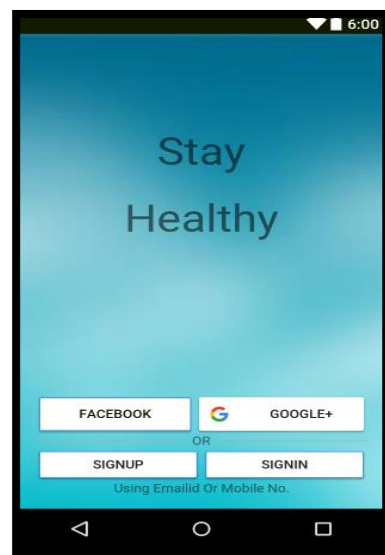 6:00
Stay
Healthy
FACEBOOK G GOOGLE+
OR
SIGNUP SIGNIN
Using Emailid Or Mobile No.